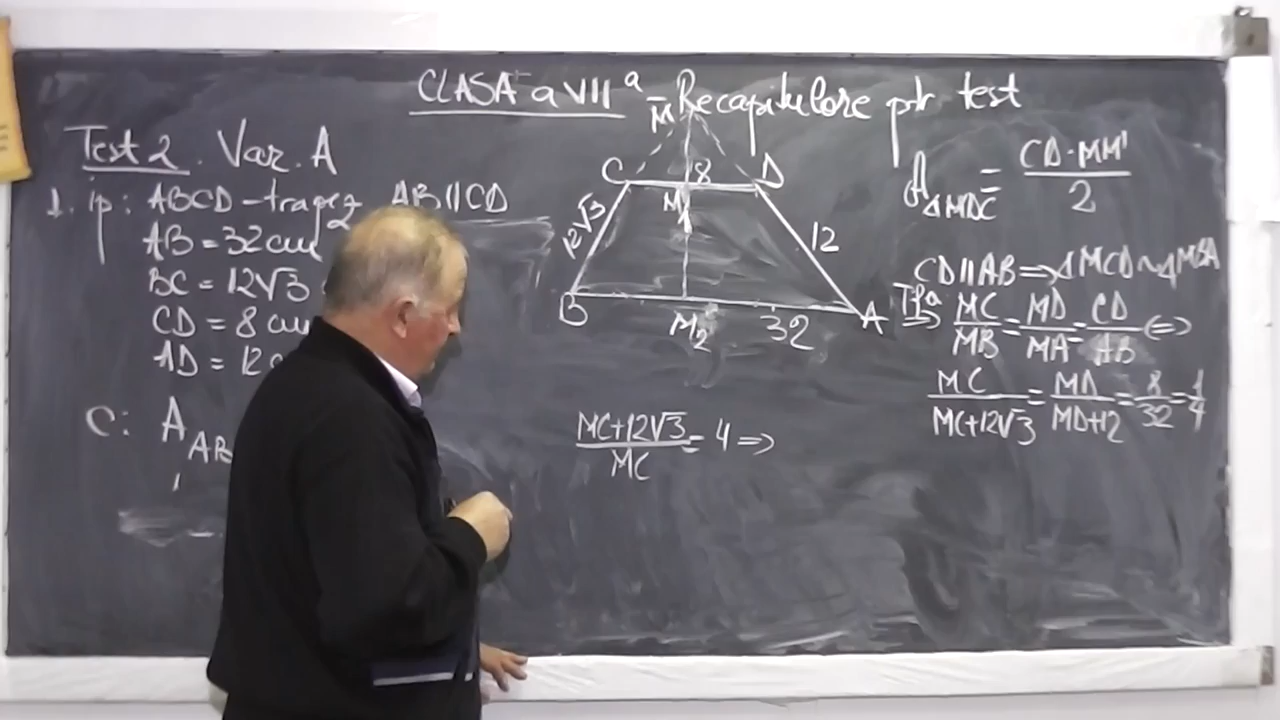 CLASA a VII a - Recapitulare ptr test
Test 2. Var. A
1. ip: ABCD - trapez AB || CD
AB = 32 cm
BC = 12√3
CD = 8 cm
AD = 12
C: A AB
M
C 8 D
M1
12√3 12
B M2 32 A
A ΔMDC = CD·MM' / 2
CD || AB => ΔMCD ~ ΔMBA
Tfa => MC/MB = MD/MA = CD/AB <=>
MC/MC+12√3 = MD/MD+12 = 8/32 = 1/4
MC+12√3/MC = 4 =>